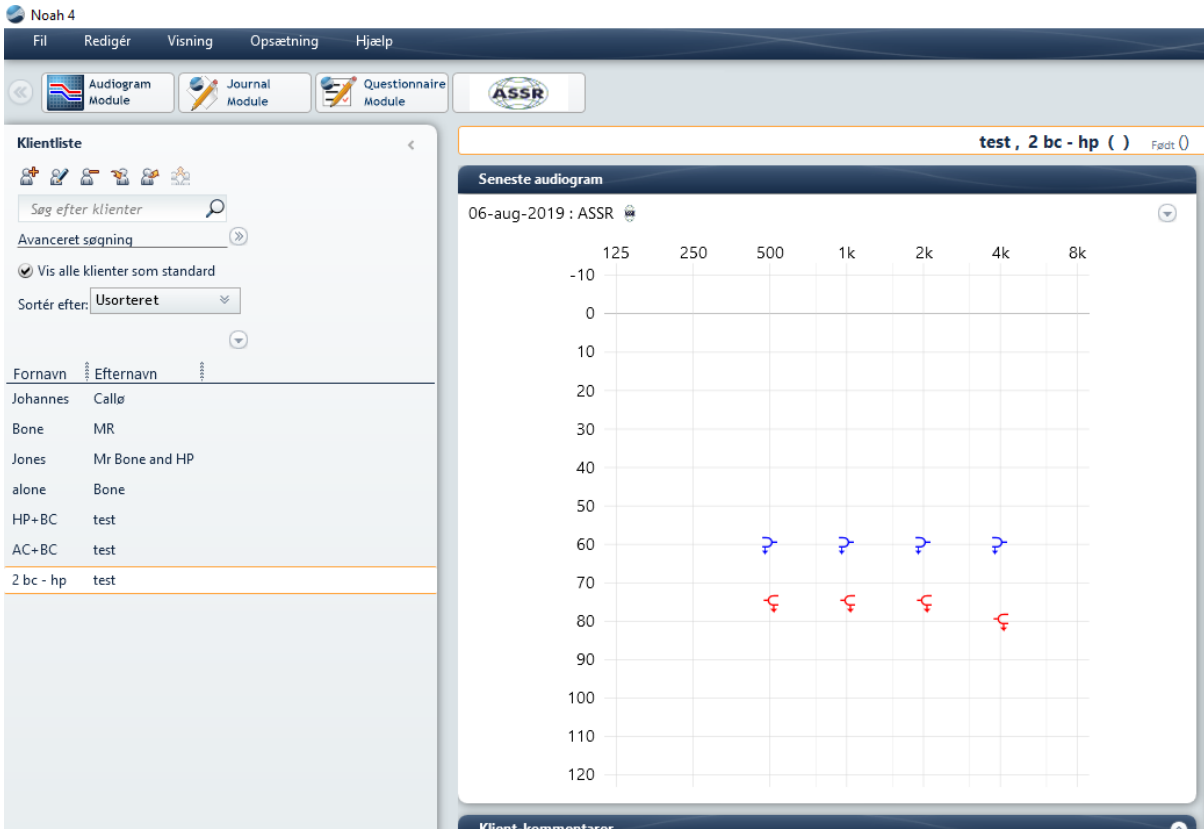 Noah 4
Fil Redigér Visning Opsætning Hjælp
Audiogram Module
Journal Module
Questionnaire Module
ASSR
Klientliste
Søg efter klienter
Avanceret søgning
Vis alle klienter som standard
Sortér efter: Usorteret
Fornavn Efternavn
Johannes Callø
Bone MR
Jones Mr Bone and HP
alone Bone
HP+BC test
AC+BC test
2 bc - hp test
test , 2 bc - hp ( ) Født ()
Seneste audiogram
06-aug-2019 : ASSR
125 250 500 1k 2k 4k 8k
-10
0
10
20
30
40
50
60
70
80
90
100
110
120
Klient-kommentarer